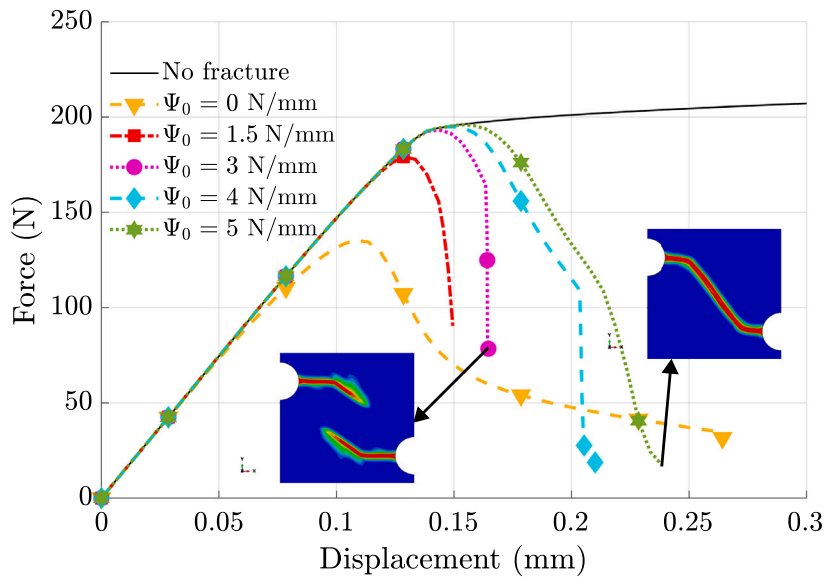 250
200
150
100
50
0
Force (N)
No fracture
Ψ₀ = 0 N/mm
Ψ₀ = 1.5 N/mm
Ψ₀ = 3 N/mm
Ψ₀ = 4 N/mm
Ψ₀ = 5 N/mm
Y
X
Y
X
0 0.05 0.1 0.15 0.2 0.25 0.3
Displacement (mm)